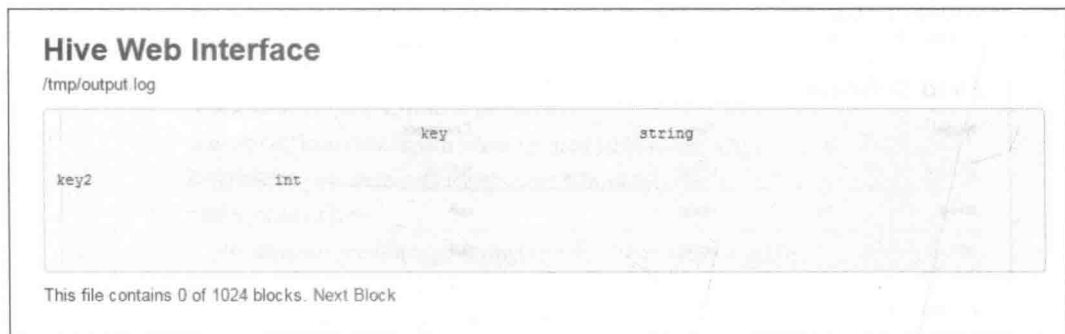 Hive Web Interface
/tmp/output.log
key string
key2 int
This file contains 0 of 1024 blocks. Next Block